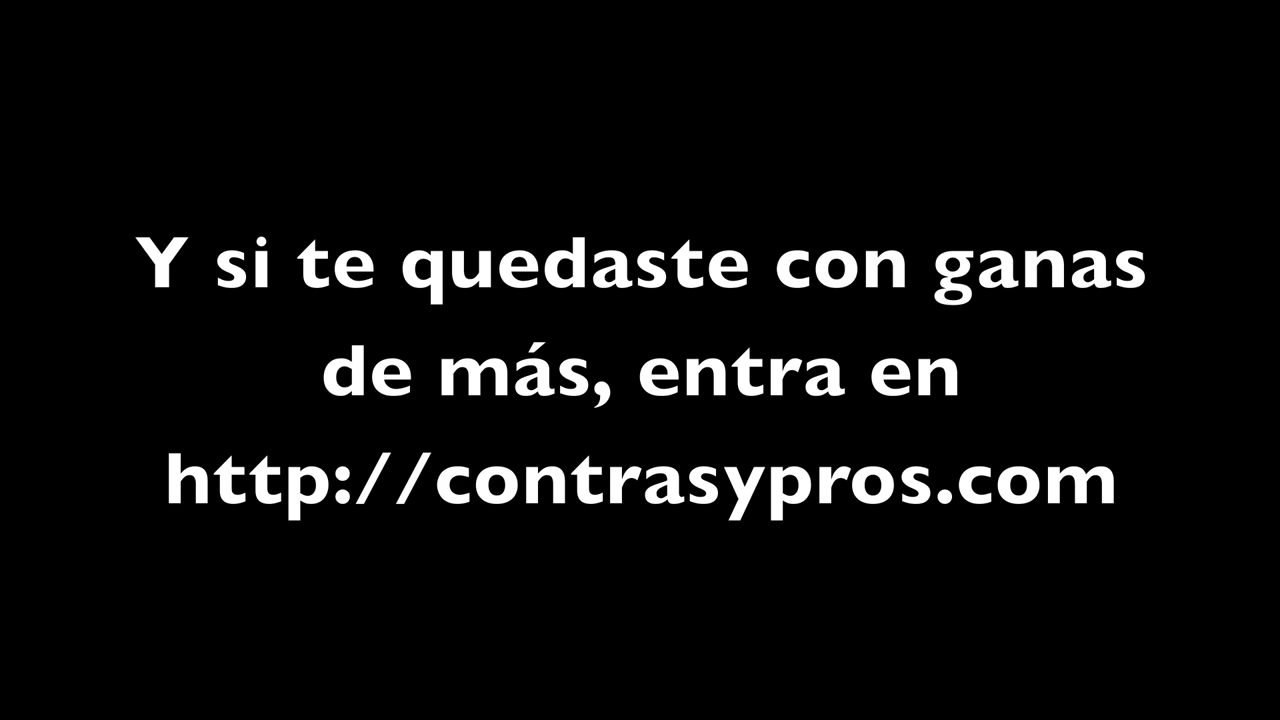 Y si te quedaste con ganas
de más, entra en
http://contrasypros.com